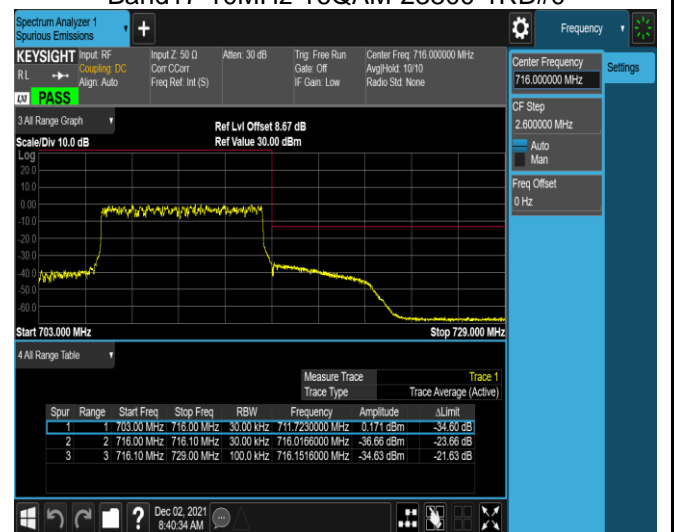 Spectrum Analyzer 1
Spurious Emissions
Frequency
KEYSIGHT
RL
Input: RF
Coupling: DC
Align: Auto
Input Z: 50 Ω
Corr CCorr
Freq Ref: Int (S)
Atten: 30 dB
Trig: Free Run
Gate: Off
IF Gain: Low
Center Freq: 716.000000 MHz
Avg|Hold: 10/10
Radio Std: None
PASS
Center Frequency
716.000000 MHz
Settings
CF Step
2.600000 MHz
Auto
Man
Freq Offset
0 Hz
3 All Range Graph
Ref Lvl Offset 8.67 dB
Scale/Div 10.0 dB
Ref Value 30.00 dBm
Log
20.0
10.0
0.00
-10.0
-20.0
-30.0
-40.0
-50.0
-60.0
Start 703.000 MHz
Stop 729.000 MHz
4 All Range Table
Measure Trace Trace 1
Trace Type Trace Average (Active)
Spur Range Start Freq Stop Freq RBW Frequency Amplitude ΔLimit
1 1 703.00 MHz 716.00 MHz 30.00 kHz 711.7230000 MHz 0.171 dBm -34.60 dB
2 2 716.00 MHz 716.10 MHz 30.00 kHz 716.0166000 MHz -36.66 dBm -23.66 dB
3 3 716.10 MHz 729.00 MHz 100.0 kHz 716.1516000 MHz -34.63 dBm -21.63 dB
Dec 02, 2021
8:40:34 AM